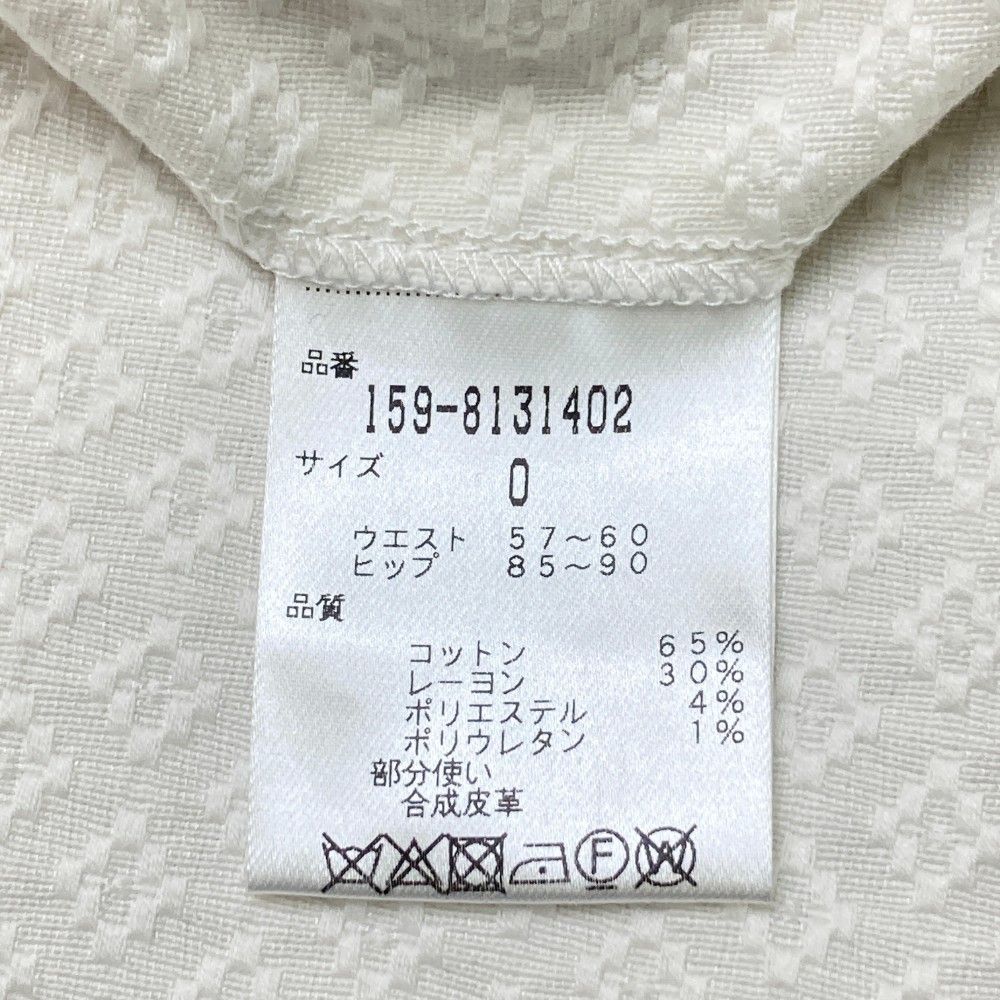 品番
159-8131402
サイズ 0
ウエスト 57～60
ヒップ 85～90
品質
コットン 65%
レーヨン 30%
ポリエステル 4%
ポリウレタン 1%
部分使い
合成皮革
F W